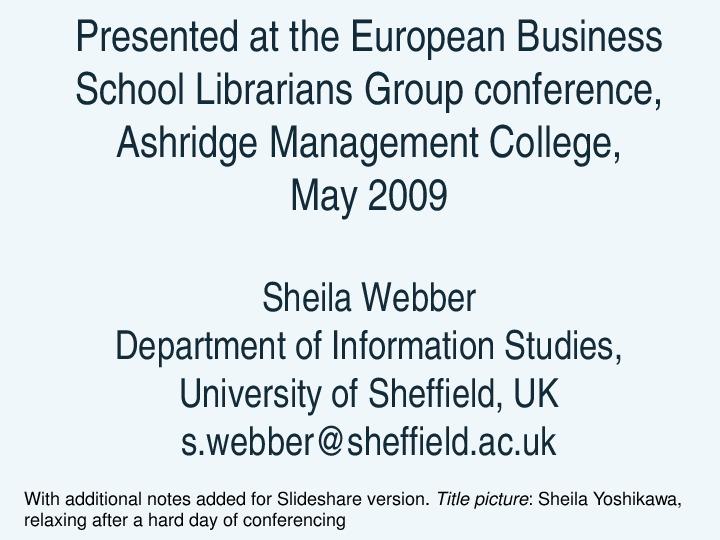 Presented at the European Business
School Librarians Group conference,
Ashridge Management College,
May 2009
Sheila Webber
Department of Information Studies,
University of Sheffield, UK
s.webber@sheffield.ac.uk
With additional notes added for Slideshare version. Title picture: Sheila Yoshikawa,
relaxing after a hard day of conferencing